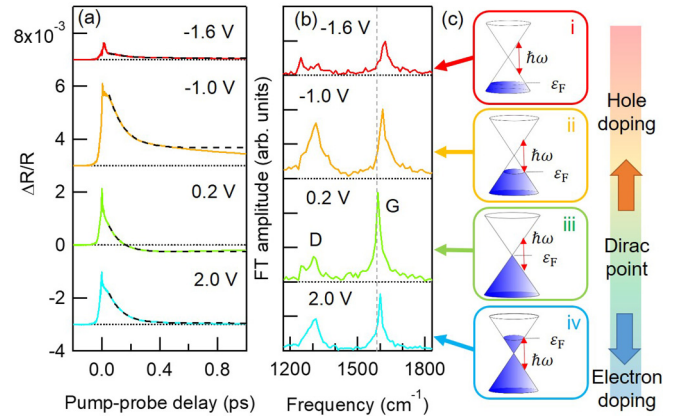 (a)
8x10⁻³
6
4
2
0
-2
-4
ΔR/R
-1.6 V
-1.0 V
0.2 V
2.0 V
0.0
0.4
0.8
Pump-probe delay (ps)
(b)
FT amplitude (arb. units)
-1.6 V
-1.0 V
0.2 V
D
G
2.0 V
1200
1400
1600
1800
Frequency (cm⁻¹)
(c)
i
ħω
εF
ii
ħω
εF
iii
ħω
εF
iv
εF
ħω
Hole
doping
Dirac
point
Electron
doping